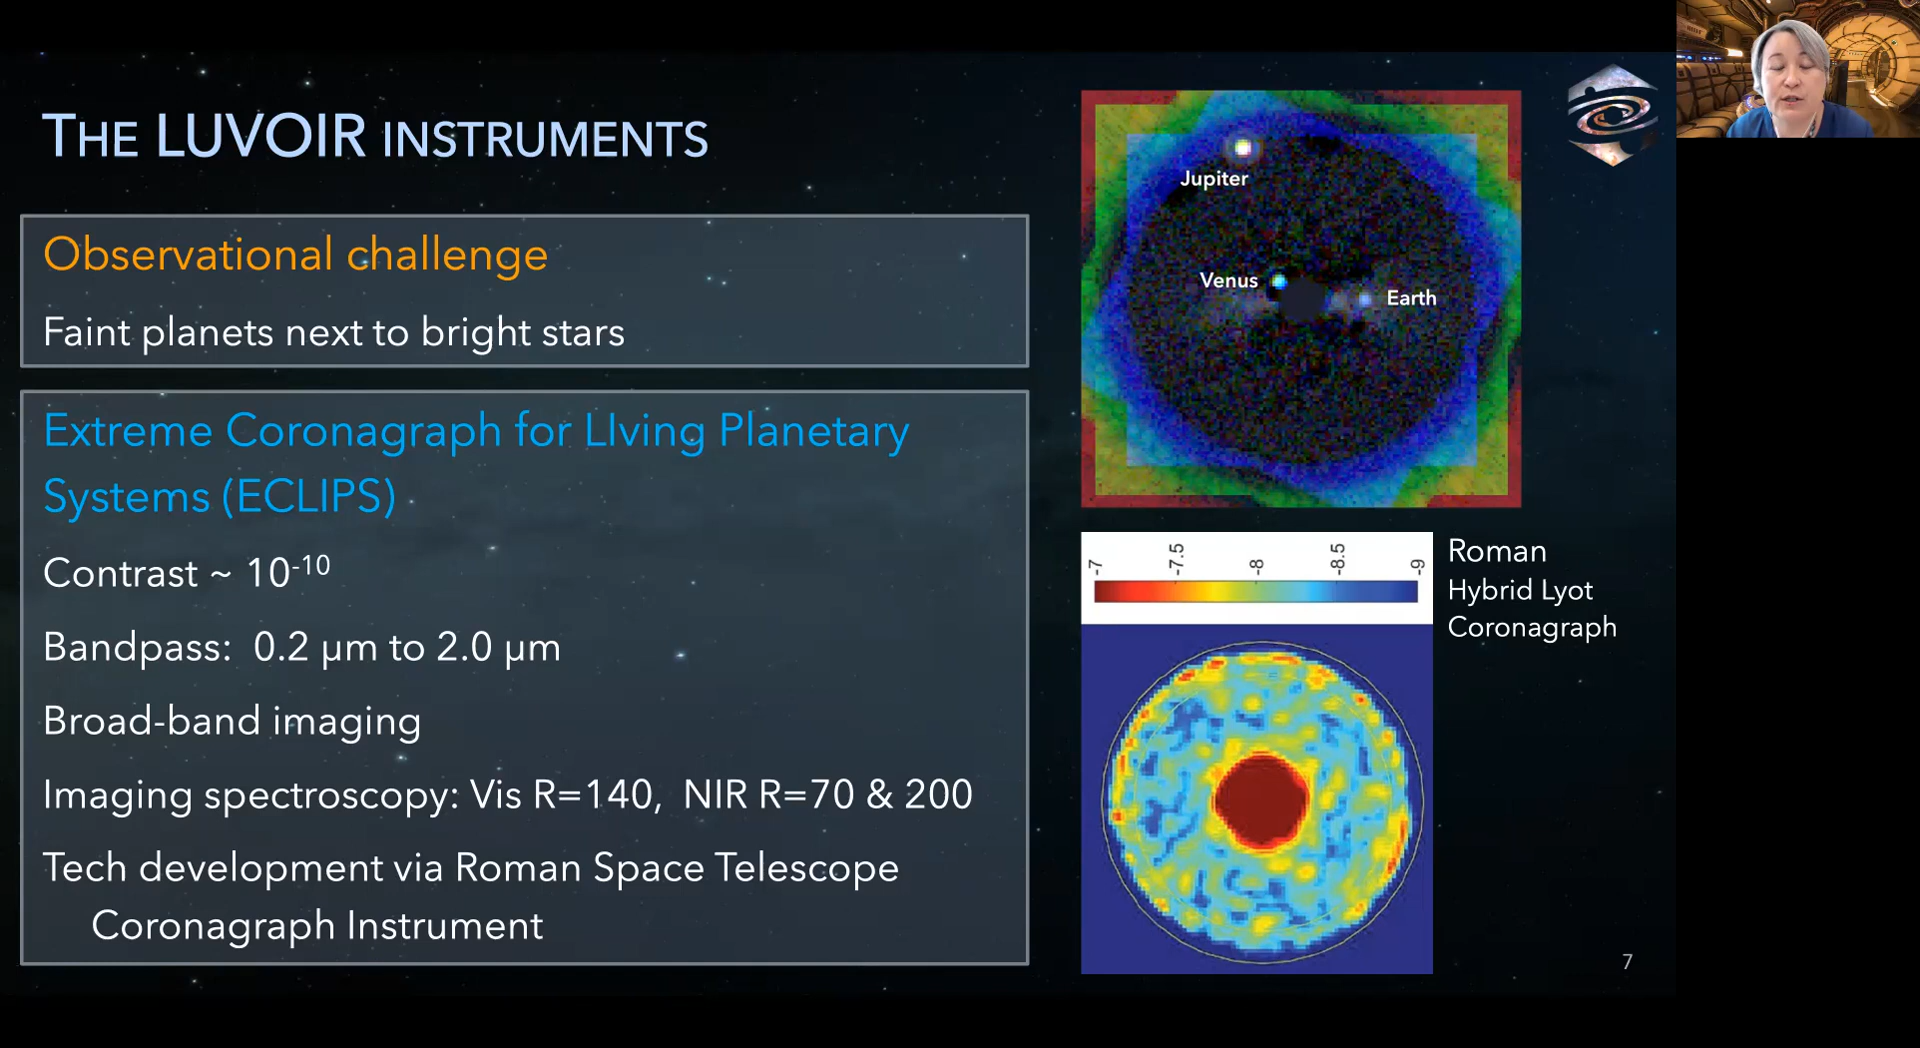 THE LUVOIR INSTRUMENTS
Observational challenge
Faint planets next to bright stars
Extreme Coronagraph for LIving Planetary
Systems (ECLIPS)
Contrast ~ 10⁻¹⁰
Bandpass:  0.2 µm to 2.0 µm
Broad-band imaging
Imaging spectroscopy: Vis R=140,  NIR R=70 & 200
Tech development via Roman Space Telescope
Coronagraph Instrument
Jupiter
Venus
Earth
-7
-7.5
-8
-8.5
-9
Roman
Hybrid Lyot
Coronagraph
7